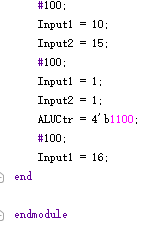 #100;
Input1 = 10;
Input2 = 15;
#100;
Input1 = 1;
Input2 = 1;
ALUCtr = 4'b1100;
#100;
Input1 = 16;
end
endmodule